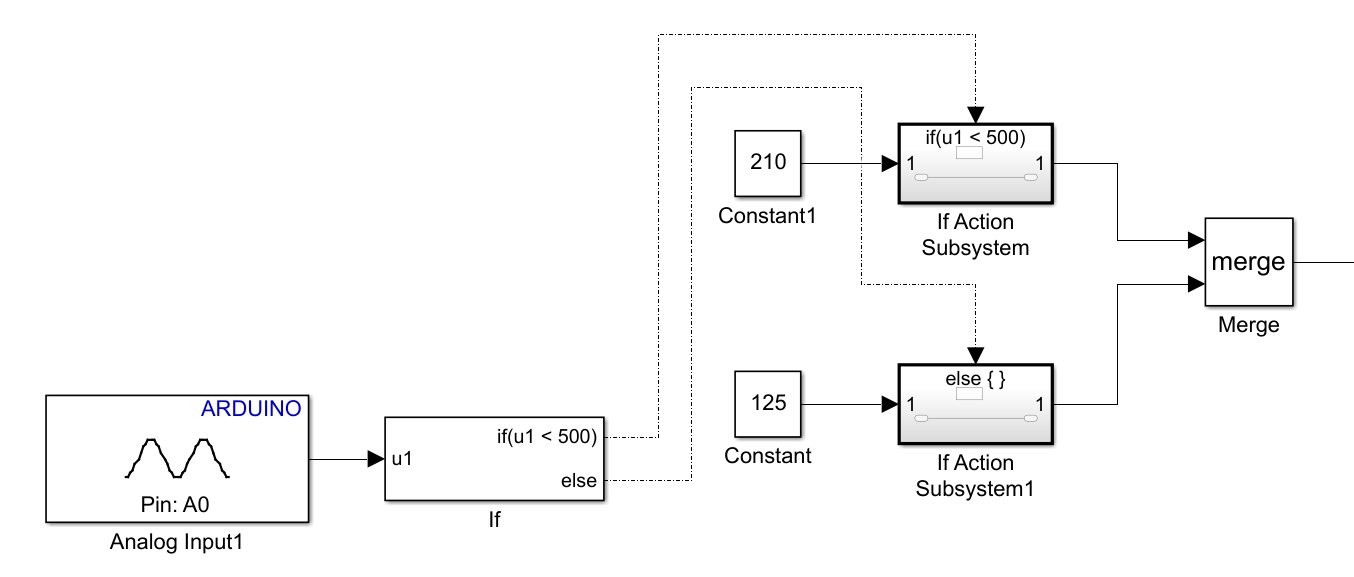 if(u1 < 500)
1
1
If Action
Subsystem
210
Constant1
merge
Merge
else { }
1
1
If Action
Subsystem1
125
Constant
ARDUINO
Pin: A0
Analog Input1
u1
if(u1 < 500)
else
If